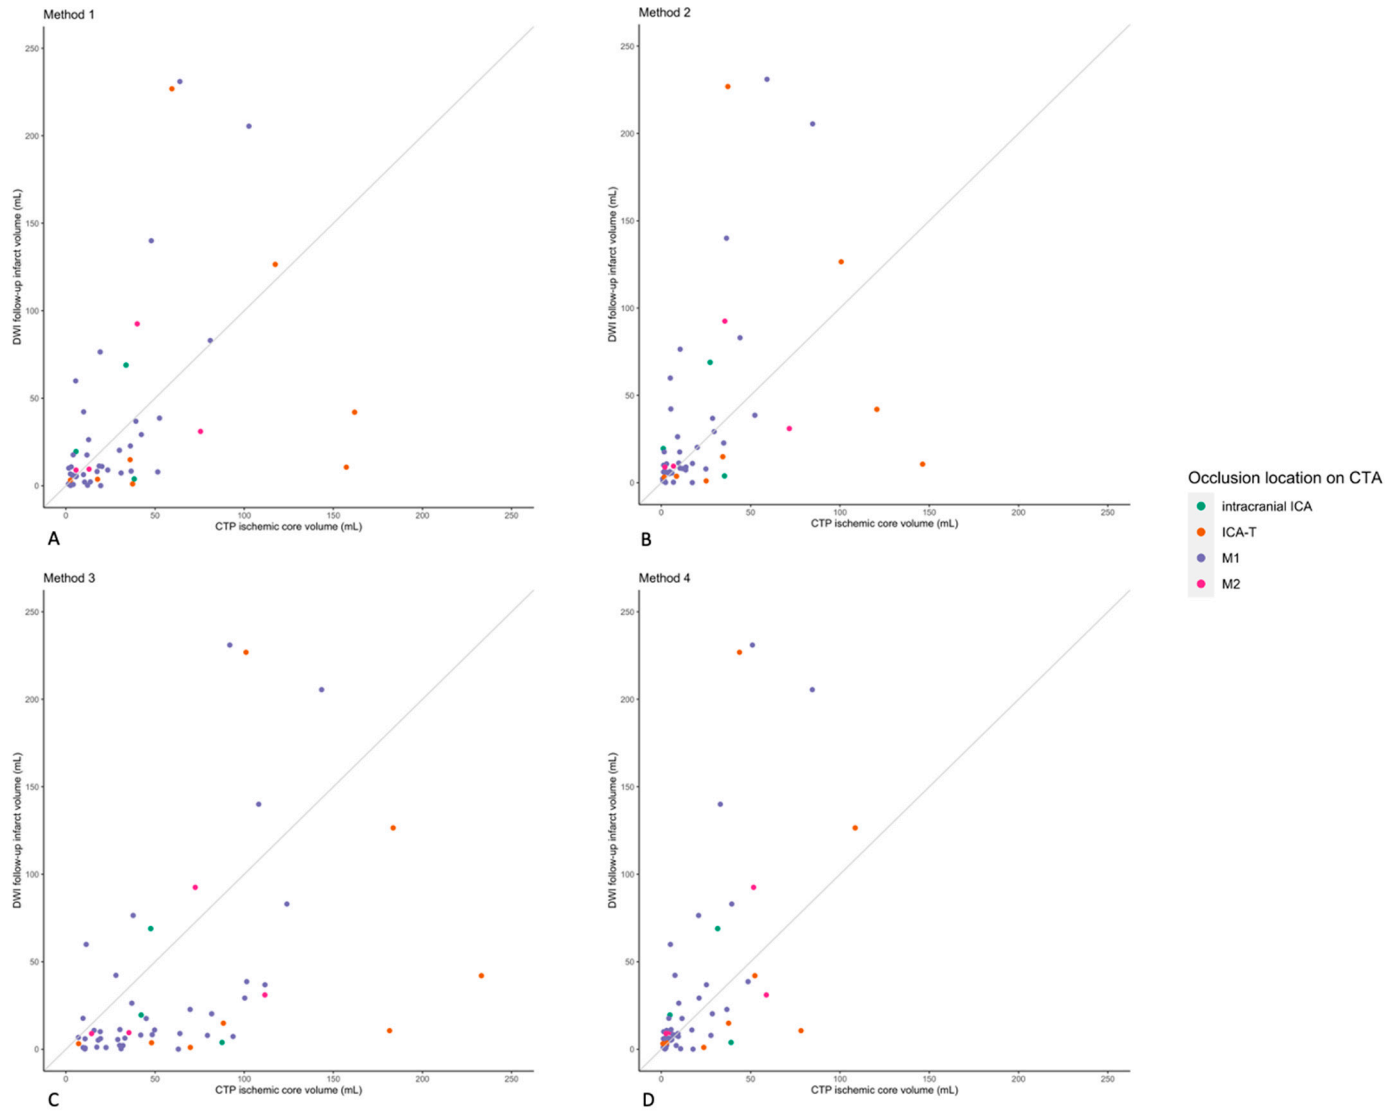 Method 1
250
200
150
100
50
0
DWI follow-up infarct volume (mL)
0 50 100 150 200 250
CTP ischemic core volume (mL)
A
Method 2
250
200
150
100
50
0
DWI follow-up infarct volume (mL)
0 50 100 150 200 250
CTP ischemic core volume (mL)
B
Occlusion location on CTA
intracranial ICA
ICA-T
M1
M2
Method 3
250
200
150
100
50
0
DWI follow-up infarct volume (mL)
0 50 100 150 200 250
CTP ischemic core volume (mL)
C
Method 4
250
200
150
100
50
0
DWI follow-up infarct volume (mL)
0 50 100 150 200 250
CTP ischemic core volume (mL)
D